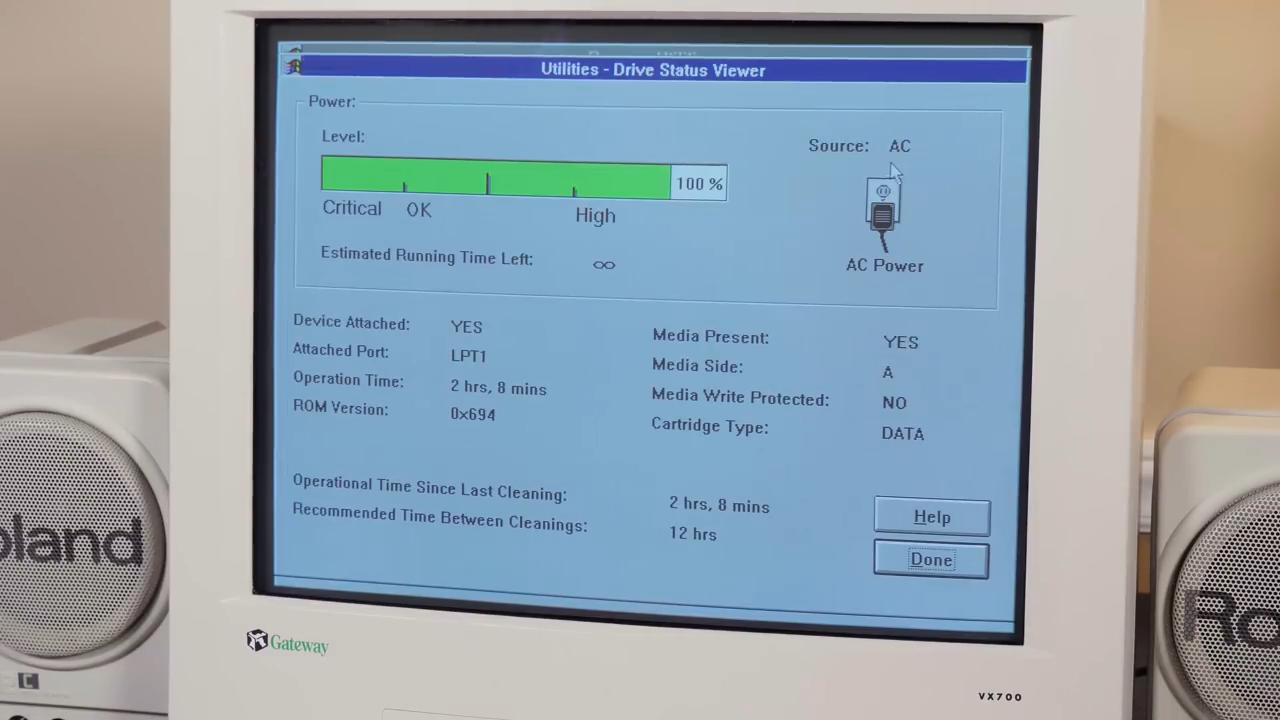 Utilities - Drive Status Viewer
Power:
Level:
100 %
Critical OK High
Estimated Running Time Left: ∞
Source: AC
AC Power
Device Attached: YES
Attached Port: LPT1
Operation Time: 2 hrs, 8 mins
ROM Version: 0x694
Media Present: YES
Media Side: A
Media Write Protected: NO
Cartridge Type: DATA
Operational Time Since Last Cleaning: 2 hrs, 8 mins
Recommended Time Between Cleanings: 12 hrs
Help
Done
oland
Ro
Gateway
VX700
C